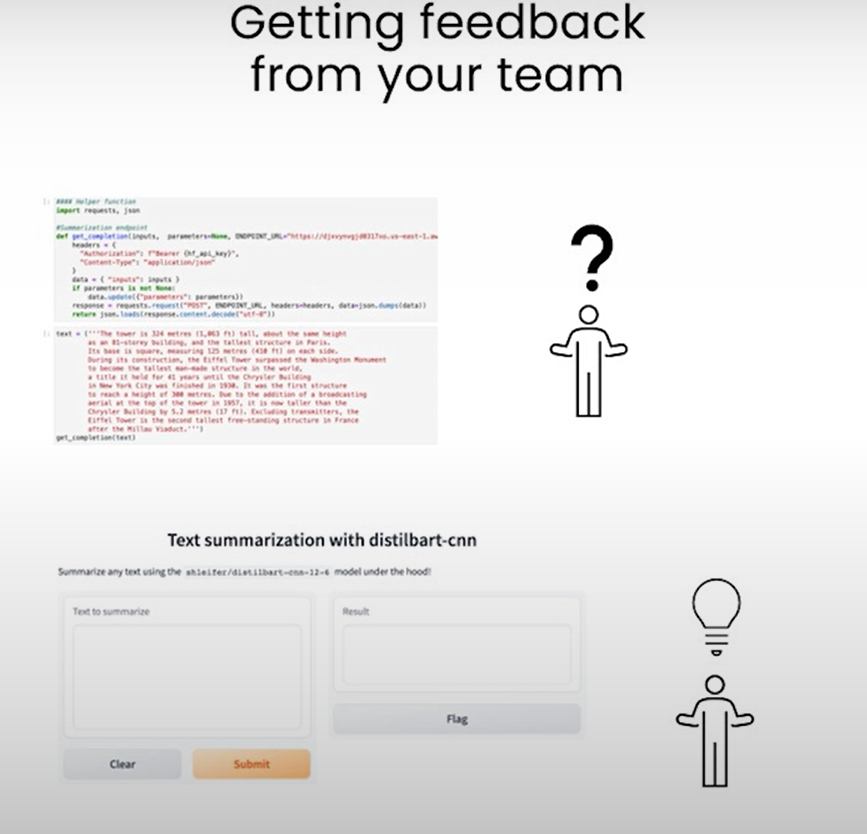 Getting feedback
from your team
#### Helper function
import requests, json
#Summarization endpoint
def get_completion(inputs, parameters=None, ENDPOINT_URL="
headers = {
"Authorization": f"Bearer {hf_api_key}",
"Content-Type": "application/json"
}
data = { "inputs": inputs }
if parameters is not None:
data.update({"parameters": parameters})
response = requests.request("POST", ENDPOINT_URL, headers=headers, data=json.dumps(data))
return json.loads(response.content.decode("utf-8"))
text = ('''The tower is 324 metres (1,063 ft) tall, about the same height
as an 81-storey building, and the tallest structure in Paris.
Its base is square, measuring 125 metres (410 ft) on each side.
During its construction, the Eiffel Tower surpassed the Washington Monument
to become the tallest man-made structure in the world,
a title it held for 41 years until the Chrysler Building
in New York City was finished in 1930. It was the first structure
to reach a height of 300 metres. Due to the addition of a broadcasting
aerial at the top of the tower in 1957, it is now taller than the
Chrysler Building by 5.2 metres (17 ft). Excluding transmitters, the
Eiffel Tower is the second tallest free-standing structure in France
after the Millau Viaduct.''')
get_completion(text)
?
Text summarization with distilbart-cnn
Summarize any text using the shleifer/distilbart-cnn-12-6 model under the hood!
Text to summarize
Result
Flag
Clear
Submit